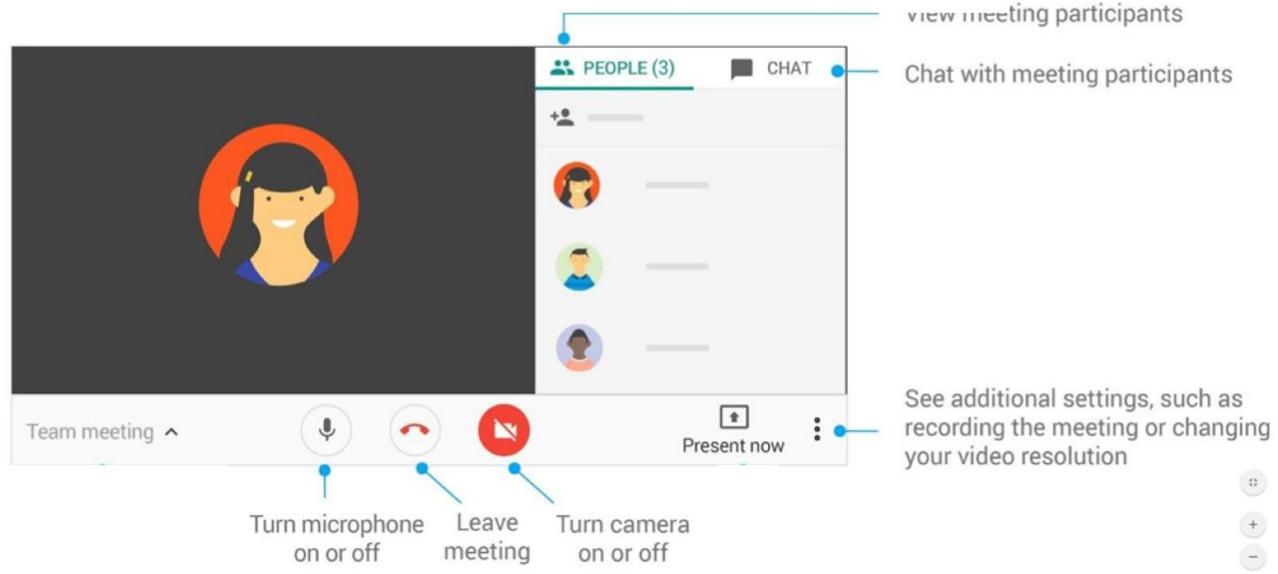 View meeting participants
PEOPLE (3)
CHAT
Chat with meeting participants
Team meeting
Present now
See additional settings, such as
recording the meeting or changing
your video resolution
Turn microphone
on or off
Leave
meeting
Turn camera
on or off